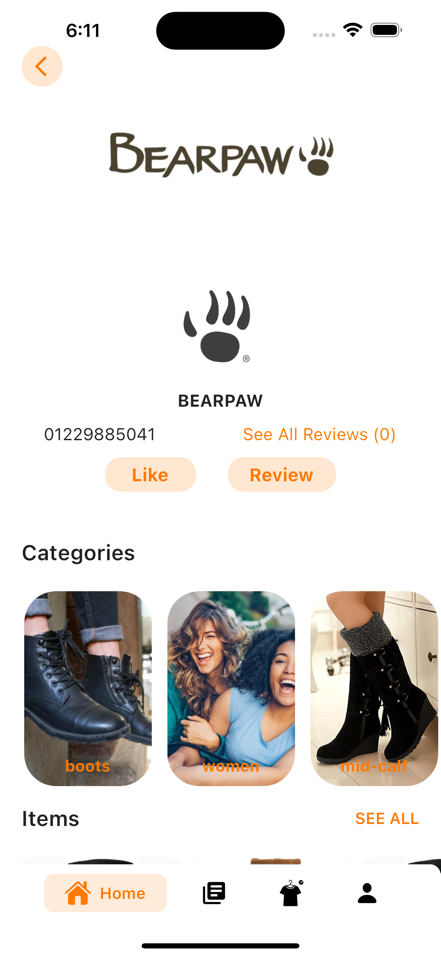 6:11
BEARPAW
®
BEARPAW
01229885041
See All Reviews (0)
Like
Review
Categories
boots
women
mid-calf
Items
SEE ALL
Home